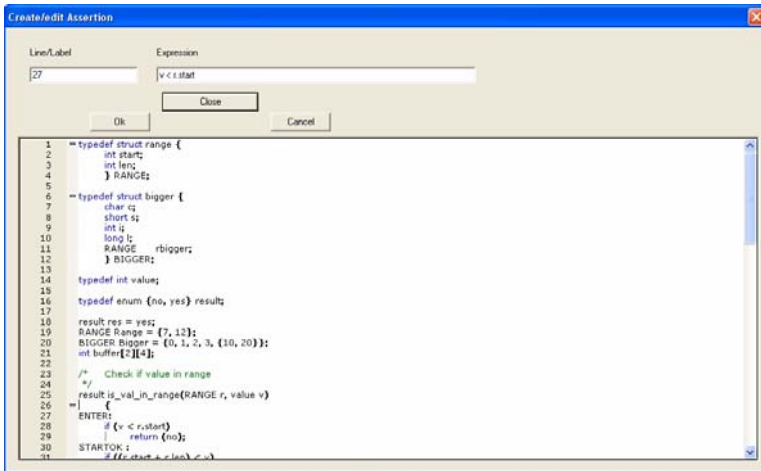 Create/edit Assertion
Line/Label Expression
27 v < r.start
Close
Ok Cancel
1 typedef struct range {
2 int start;
3 int len;
4 } RANGE;
5
6 typedef struct bigger {
7 char c;
8 short s;
9 int i;
10 long l;
11 RANGE rbigger;
12 } BIGGER;
13
14 typedef int value;
15
16 typedef enum {no, yes} result;
17
18 result res = yes;
19 RANGE Range = {7, 12};
20 BIGGER Bigger = {0, 1, 2, 3, {10, 20}};
21 int buffer[2][4];
22
23 /* Check if value in range
24 */
25 result is_val_in_range(RANGE r, value v)
26 {
27 ENTER:
28 if (v < r.start)
29 return (no);
30 STARTOK :
31 if ((r.start + r.len) < v)